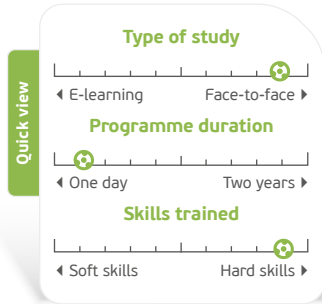 Quick view
Type of study
E-learning Face-to-face
Programme duration
One day Two years
Skills trained
Soft skills Hard skills